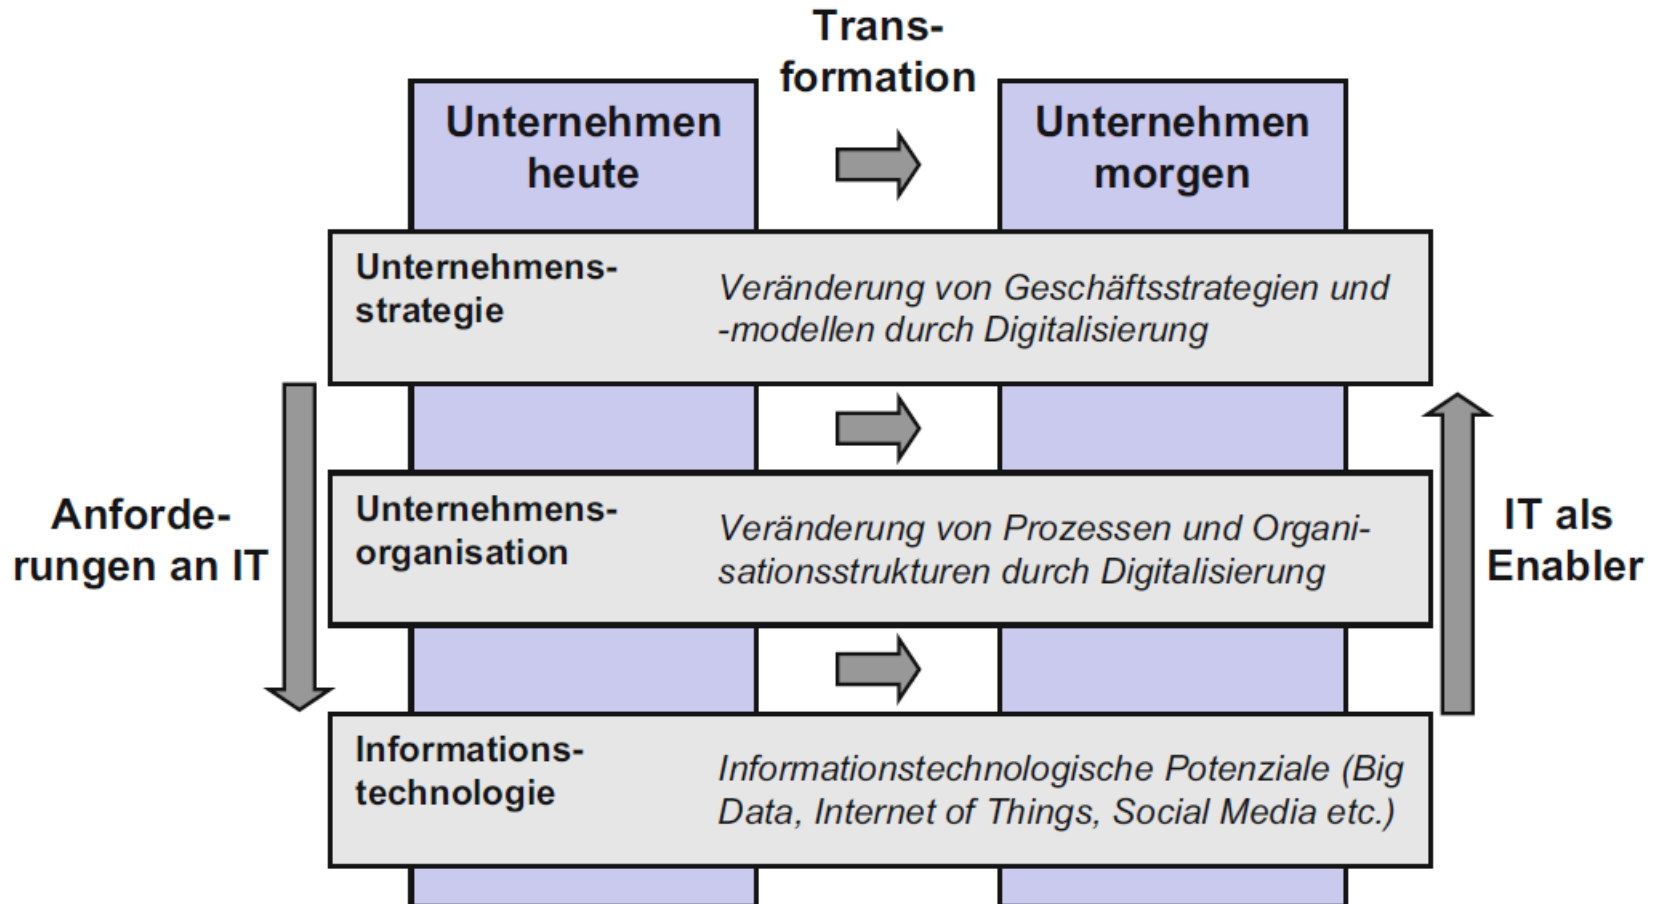 Trans-
formation
Unternehmen
heute
Unternehmen
morgen
Unternehmens-
strategie
Veränderung von Geschäftsstrategien und
-modellen durch Digitalisierung
Anforde-
rungen an IT
Unternehmens-
organisation
Veränderung von Prozessen und Organi-
sationsstrukturen durch Digitalisierung
IT als
Enabler
Informations-
technologie
Informationstechnologische Potenziale (Big
Data, Internet of Things, Social Media etc.)